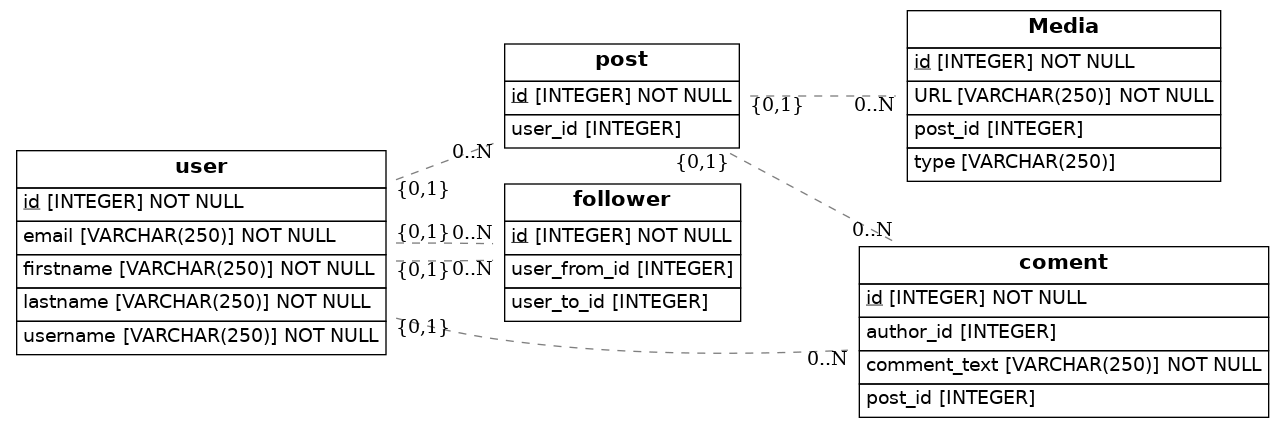 user
id [INTEGER] NOT NULL
email [VARCHAR(250)] NOT NULL
firstname [VARCHAR(250)] NOT NULL
lastname [VARCHAR(250)] NOT NULL
username [VARCHAR(250)] NOT NULL
{0,1}
0..N
{0,1}
0..N
{0,1}
0..N
{0,1}
0..N
post
id [INTEGER] NOT NULL
user_id [INTEGER]
{0,1}
0..N
{0,1}
0..N
follower
id [INTEGER] NOT NULL
user_from_id [INTEGER]
user_to_id [INTEGER]
Media
id [INTEGER] NOT NULL
URL [VARCHAR(250)] NOT NULL
post_id [INTEGER]
type [VARCHAR(250)]
coment
id [INTEGER] NOT NULL
author_id [INTEGER]
comment_text [VARCHAR(250)] NOT NULL
post_id [INTEGER]